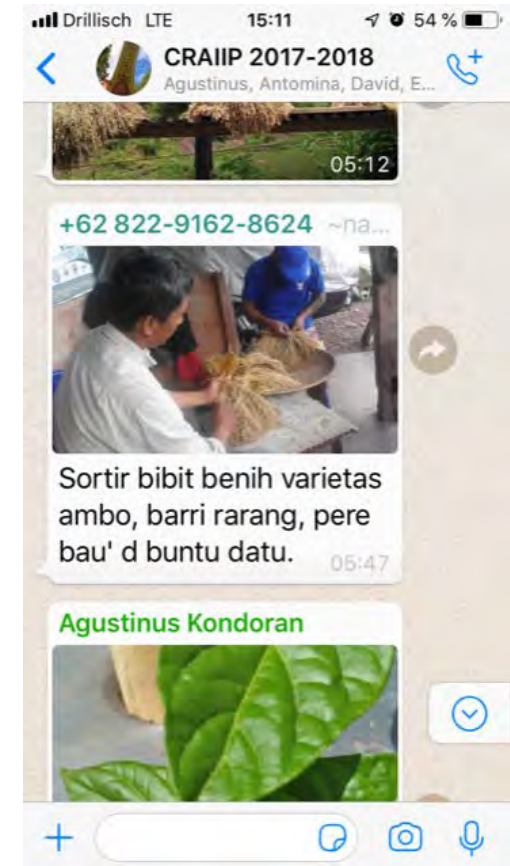 Drillisch LTE 15:11 54 %
CRAIIP 2017-2018
Agustinus, Antomina, David, E...
05:12
+62 822-9162-8624 ~na...
Sortir bibit benih varietas
ambo, barri rarang, pere
bau' d buntu datu. 05:47
Agustinus Kondoran